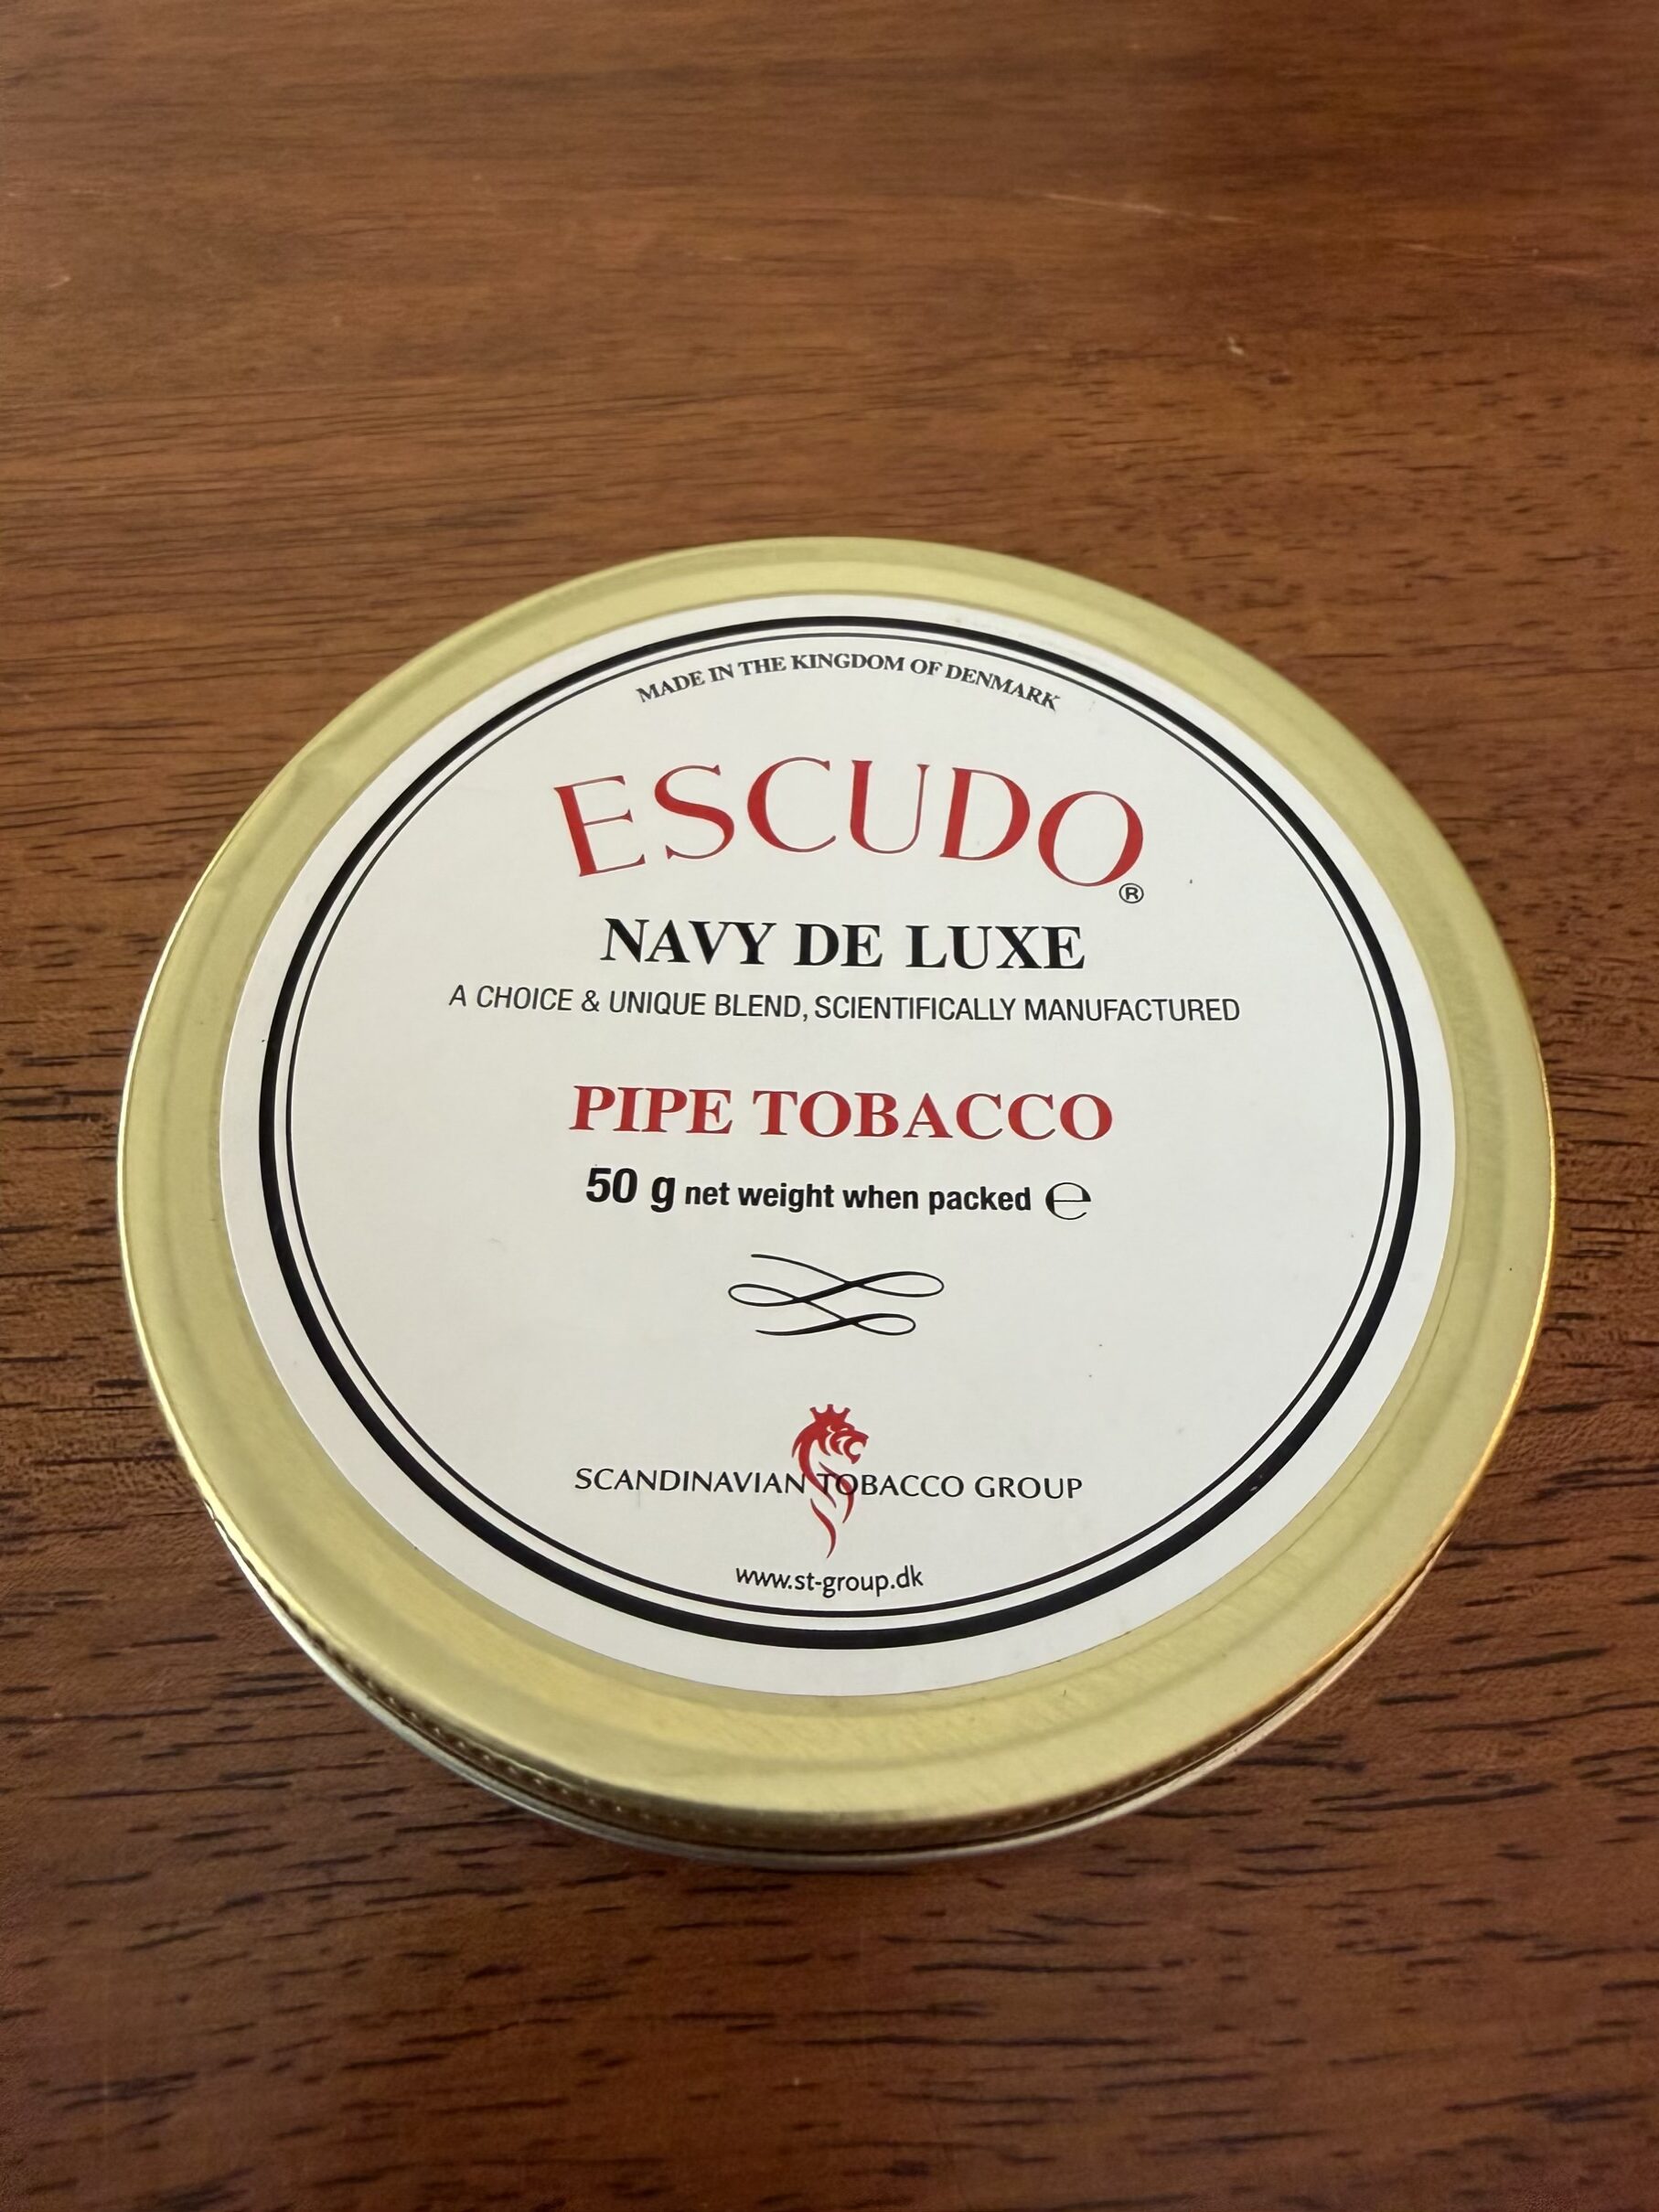 MADE IN THE KINGDOM OF DENMARK
ESCUDO®
NAVY DE LUXE
A CHOICE & UNIQUE BLEND, SCIENTIFICALLY MANUFACTURED
PIPE TOBACCO
50 g net weight when packed ℮
SCANDINAVIAN TOBACCO GROUP
www.st-group.dk